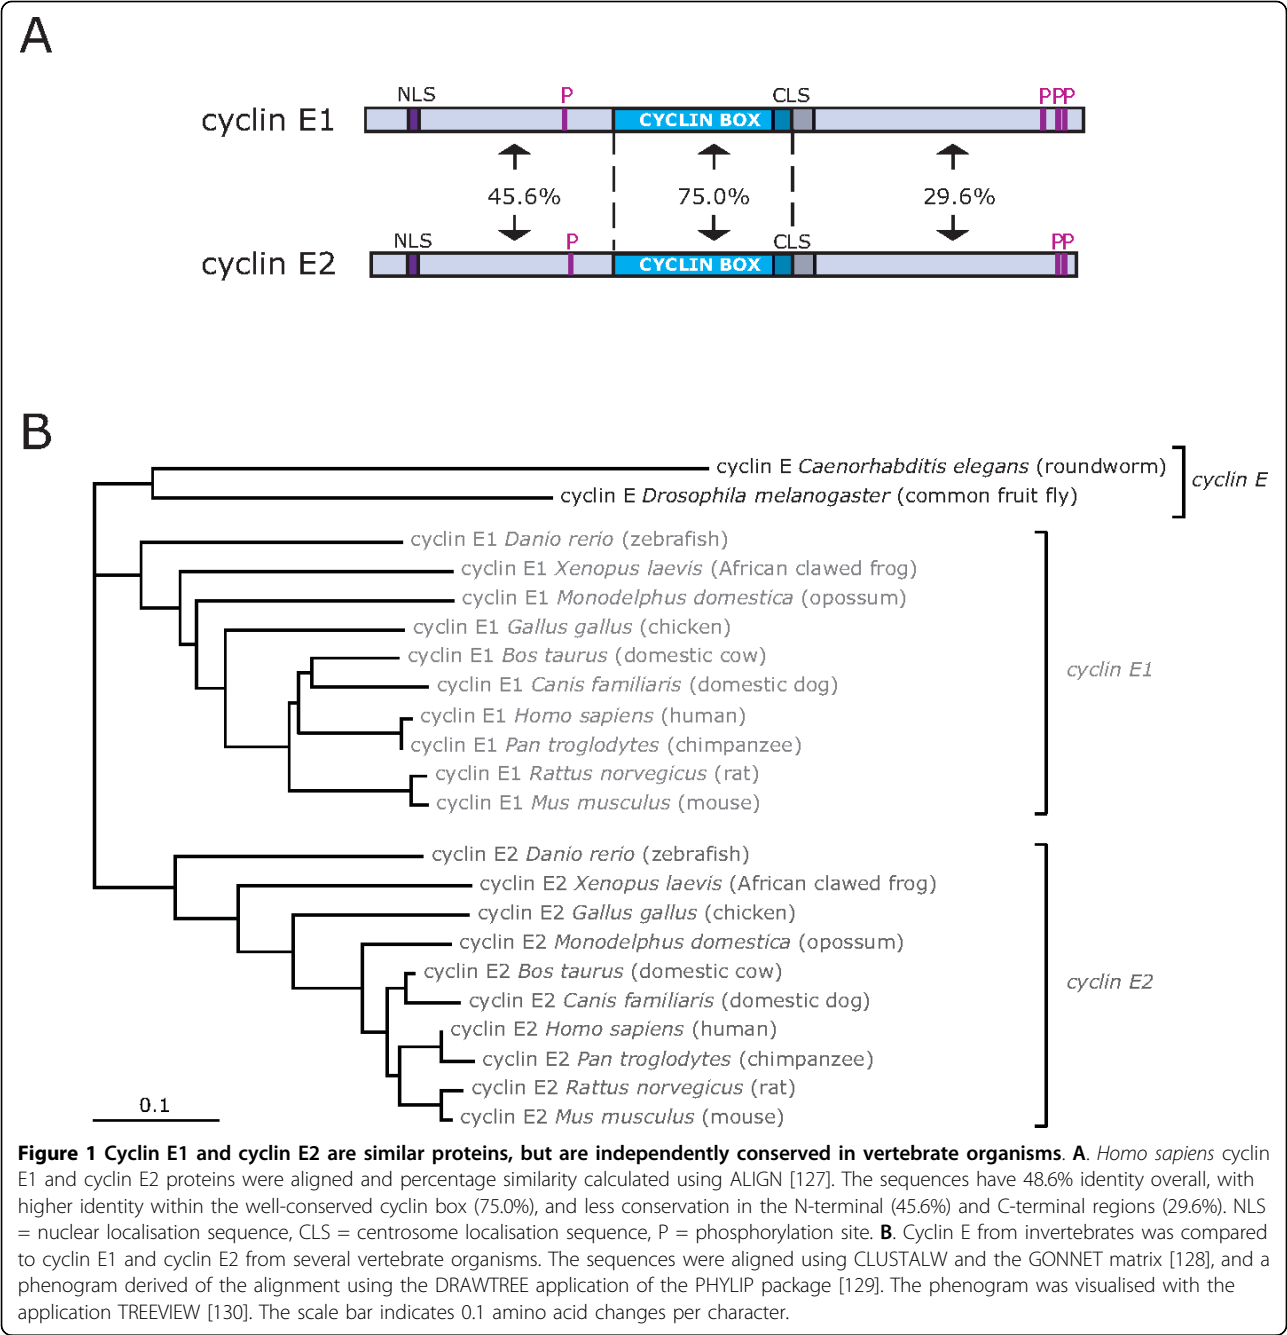 A
NLS P CLS P PP
cyclin E1 CYCLIN BOX
45.6% 75.0% 29.6%
NLS P CLS PP
cyclin E2 CYCLIN BOX
B
cyclin E Caenorhabditis elegans (roundworm)
cyclin E
cyclin E Drosophila melanogaster (common fruit fly)
cyclin E1 Danio rerio (zebrafish)
cyclin E1 Xenopus laevis (African clawed frog)
cyclin E1 Monodelphus domestica (opossum)
cyclin E1 Gallus gallus (chicken)
cyclin E1 Bos taurus (domestic cow)
cyclin E1
cyclin E1 Canis familiaris (domestic dog)
cyclin E1 Homo sapiens (human)
cyclin E1 Pan troglodytes (chimpanzee)
cyclin E1 Rattus norvegicus (rat)
cyclin E1 Mus musculus (mouse)
cyclin E2 Danio rerio (zebrafish)
cyclin E2 Xenopus laevis (African clawed frog)
cyclin E2 Gallus gallus (chicken)
cyclin E2 Monodelphus domestica (opossum)
cyclin E2 Bos taurus (domestic cow)
cyclin E2
cyclin E2 Canis familiaris (domestic dog)
cyclin E2 Homo sapiens (human)
cyclin E2 Pan troglodytes (chimpanzee)
cyclin E2 Rattus norvegicus (rat)
cyclin E2 Mus musculus (mouse)
0.1
Figure 1 Cyclin E1 and cyclin E2 are similar proteins, but are independently conserved in vertebrate organisms. A. Homo sapiens cyclin
E1 and cyclin E2 proteins were aligned and percentage similarity calculated using ALIGN [127]. The sequences have 48.6% identity overall, with
higher identity within the well-conserved cyclin box (75.0%), and less conservation in the N-terminal (45.6%) and C-terminal regions (29.6%). NLS
= nuclear localisation sequence, CLS = centrosome localisation sequence, P = phosphorylation site. B. Cyclin E from invertebrates was compared
to cyclin E1 and cyclin E2 from several vertebrate organisms. The sequences were aligned using CLUSTALW and the GONNET matrix [128], and a
phenogram derived of the alignment using the DRAWTREE application of the PHYLIP package [129]. The phenogram was visualised with the
application TREEVIEW [130]. The scale bar indicates 0.1 amino acid changes per character.